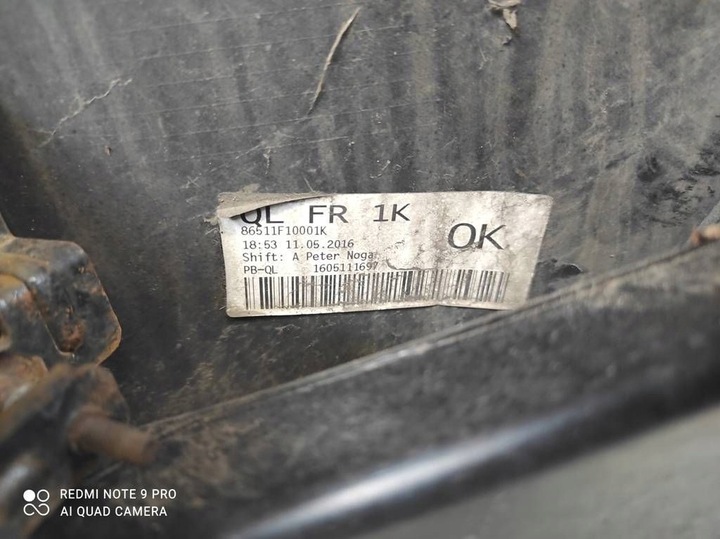 QL FR 1K
86511F10001K
18:53 11.05.2016
OK
Shift: A Peter Noga
PB-QL 1605111697
REDMI NOTE 9 PRO
AI QUAD CAMERA